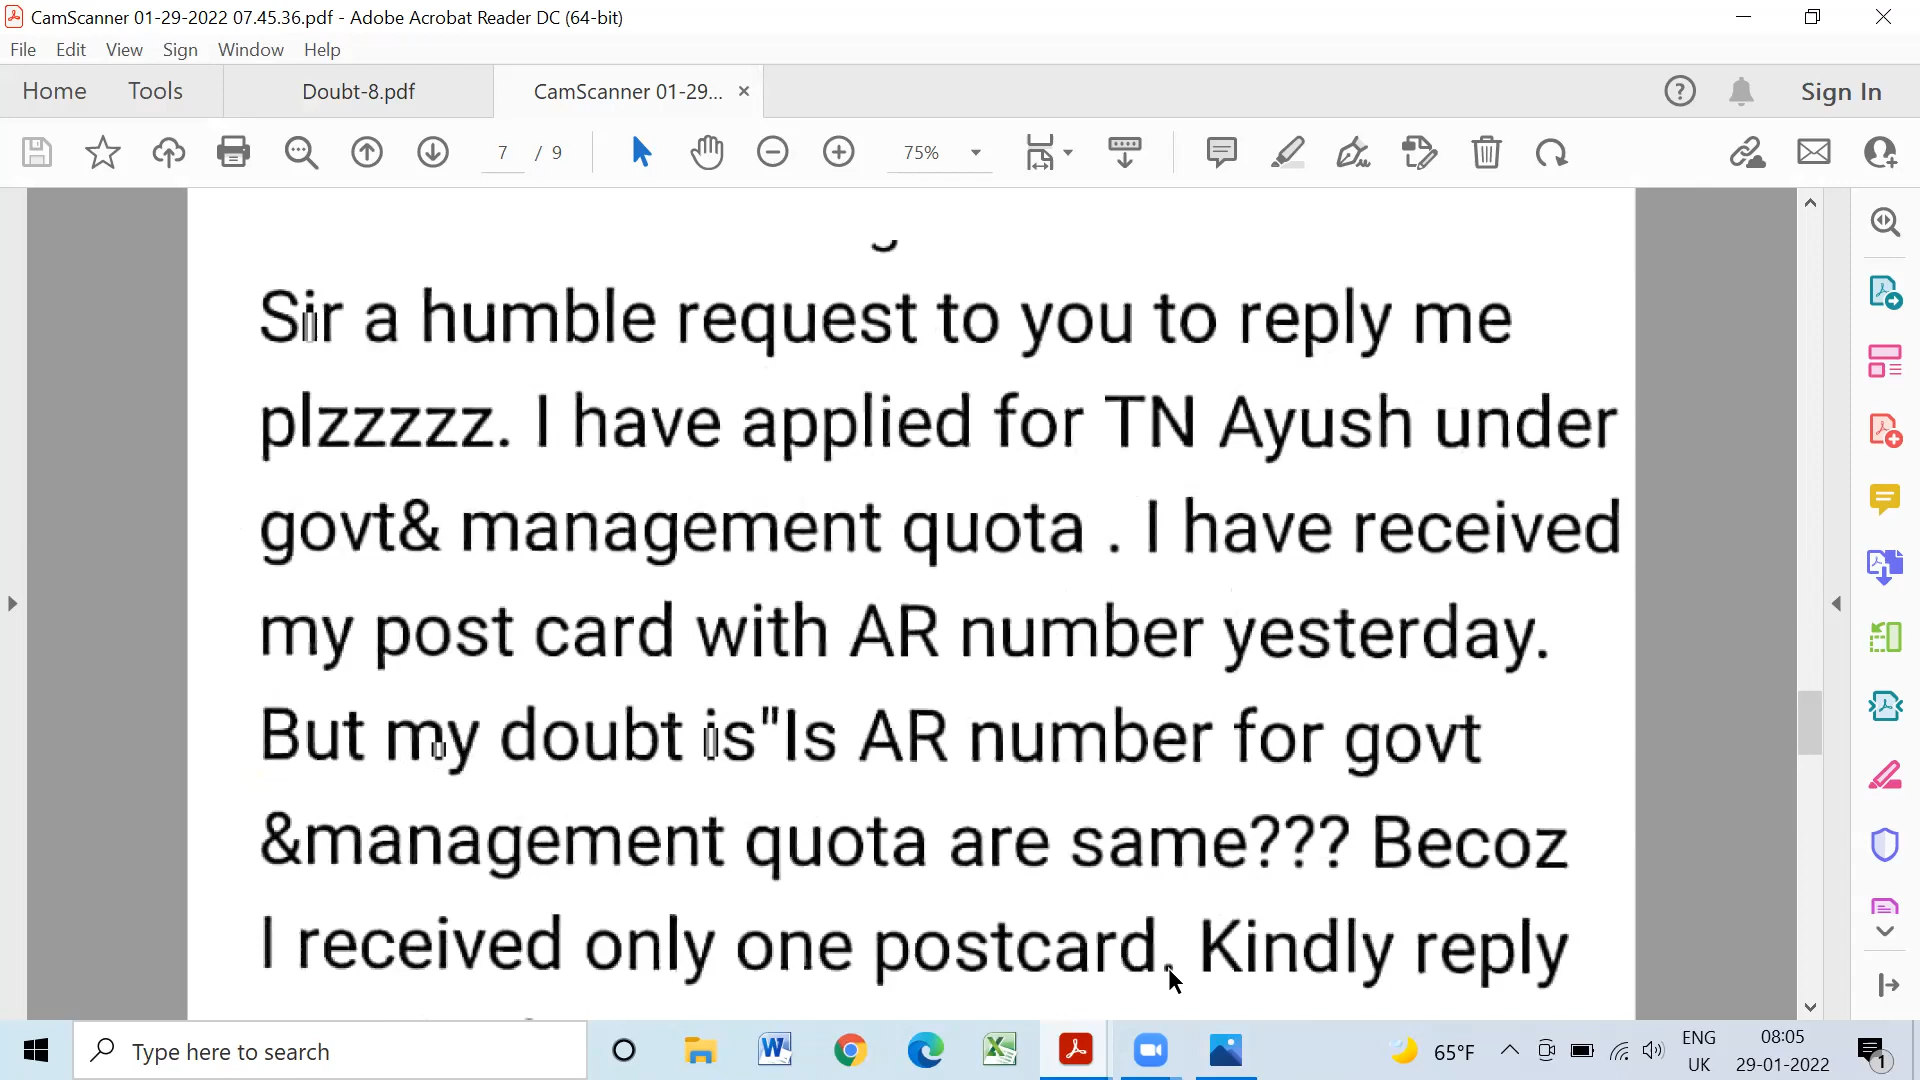 CamScanner 01-29-2022 07.45.36.pdf - Adobe Acrobat Reader DC (64-bit)
File Edit View Sign Window Help
Home Tools Doubt-8.pdf CamScanner 01-29... × Sign In
7 / 9 75%
Sir a humble request to you to reply me
plzzzzz. I have applied for TN Ayush under
govt& management quota . I have received
my post card with AR number yesterday.
But my doubt is"Is AR number for govt
&management quota are same??? Becoz
I received only one postcard. Kindly reply
Type here to search 65°F ENG 08:05
UK 29-01-2022 1